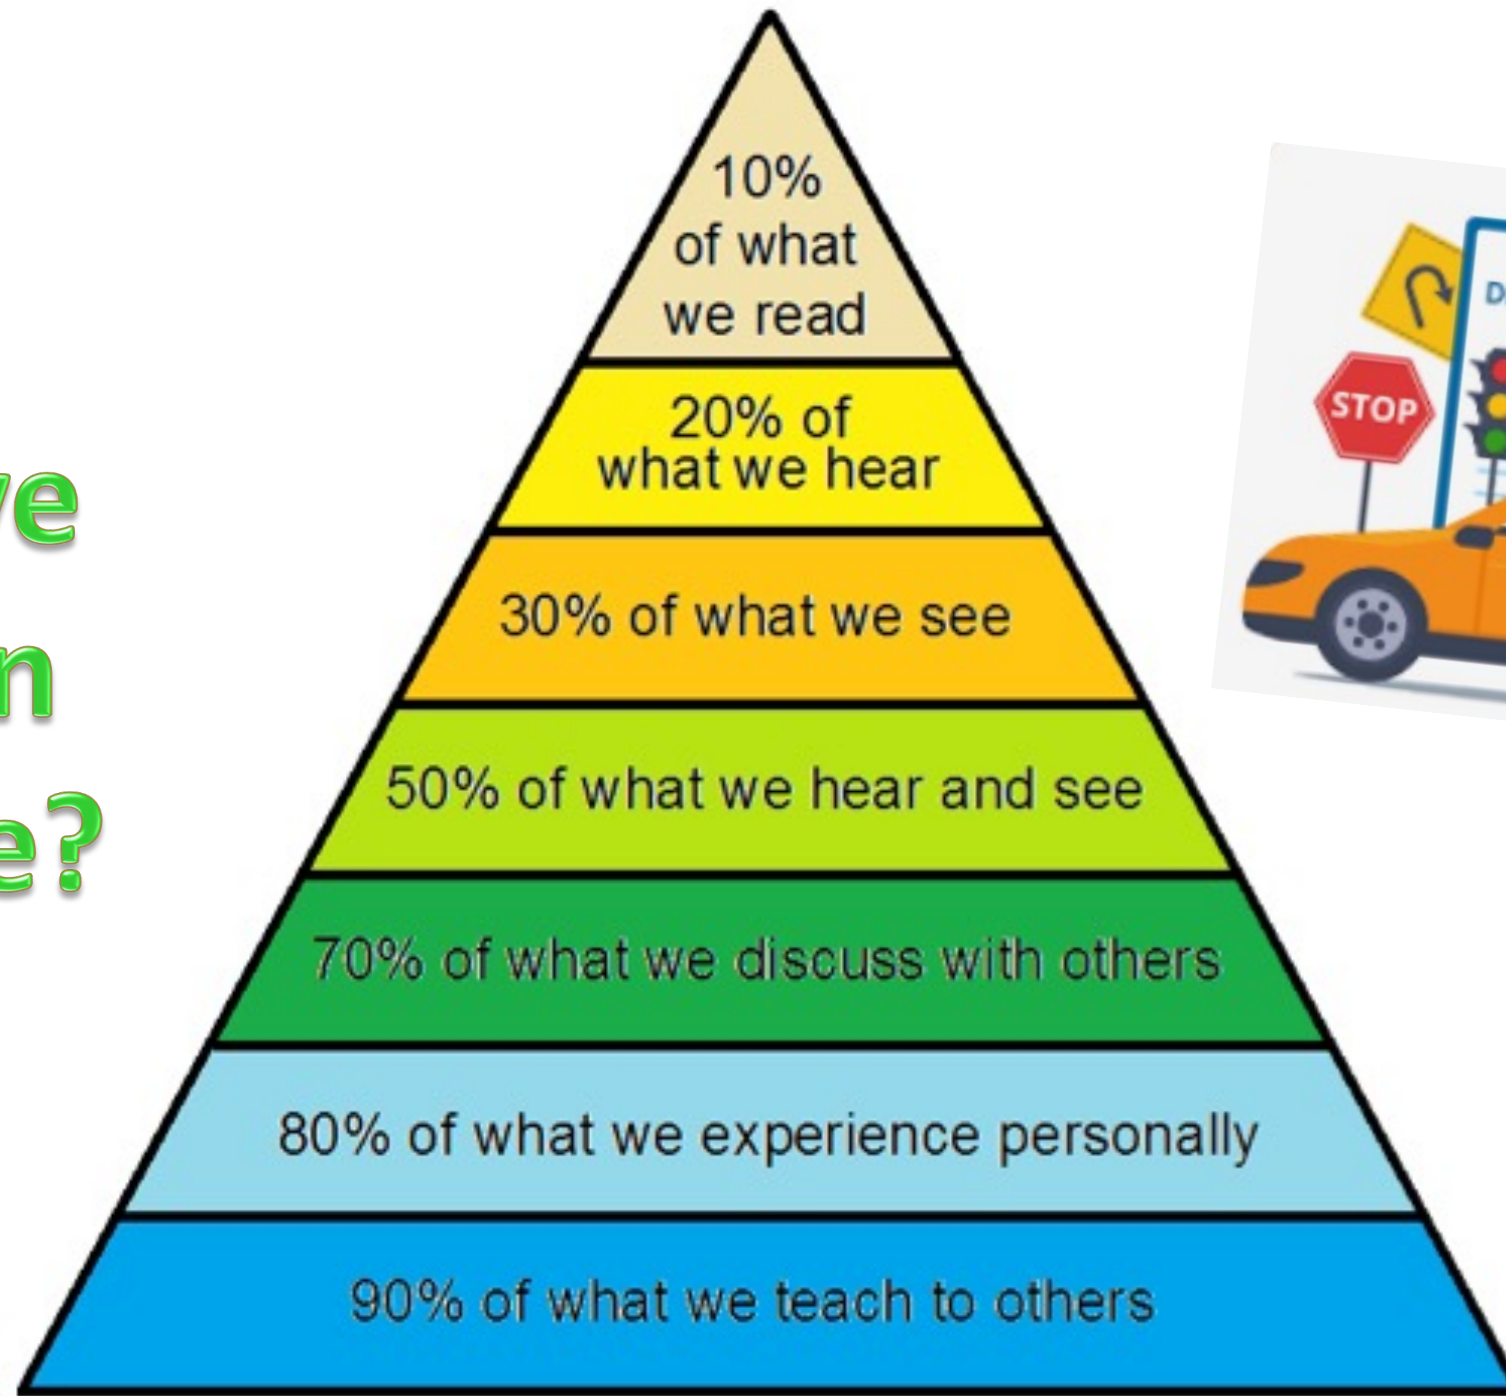 10%
of what
we read
20% of
what we hear
30% of what we see
50% of what we hear and see
70% of what we discuss with others
80% of what we experience personally
90% of what we teach to others
STOP